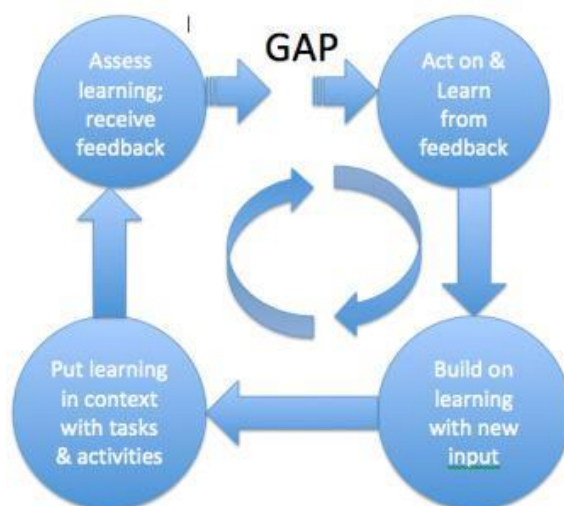 GAP
Assess
learning;
receive
feedback
Act on &
Learn
from
feedback
Build on
learning
with new
input
Put learning
in context
with tasks
& activities